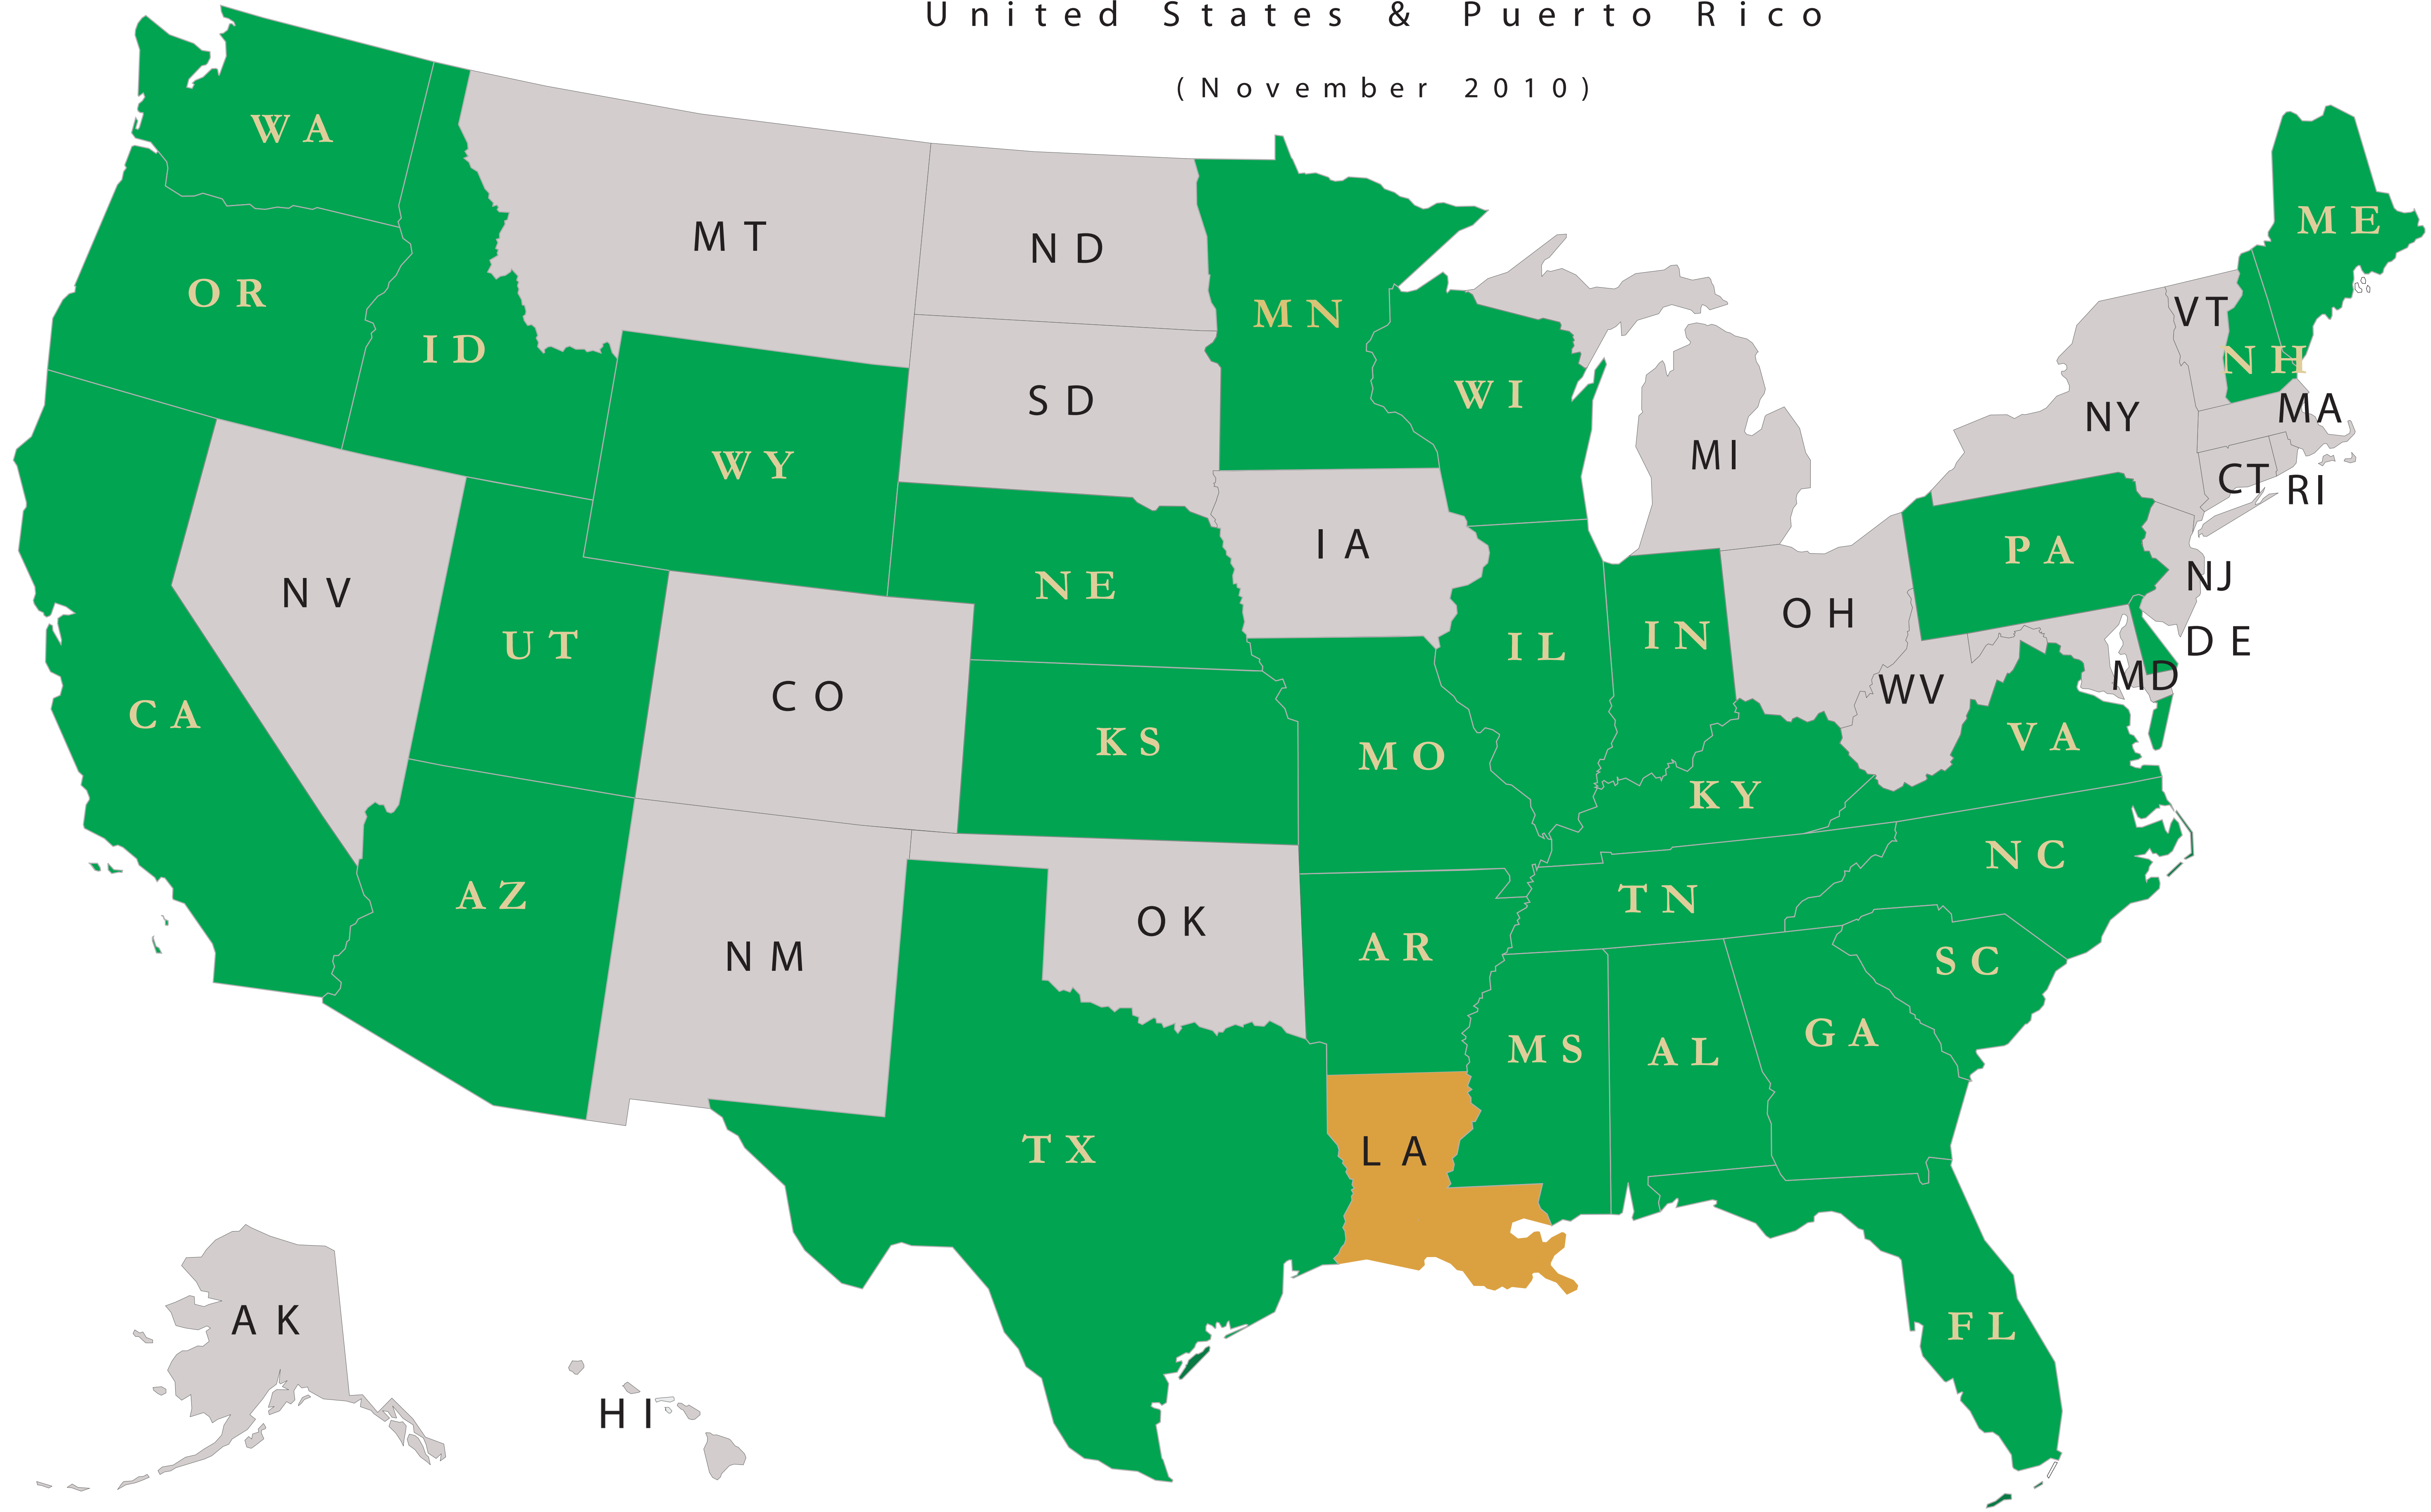 United States & Puerto Rico
(November 2010)
WA
MT
ND
MN
ME
OR
ID
VT
NH
SD
WI
MA
NY
WY
MI
CT
RI
IA
PA
NV
NE
NJ
OH
UT
IL
IN
DE
MD
CO
WV
CA
KS
MO
VA
KY
NC
AZ
TN
OK
AR
NM
SC
MS
AL
GA
TX
LA
AK
FL
HI